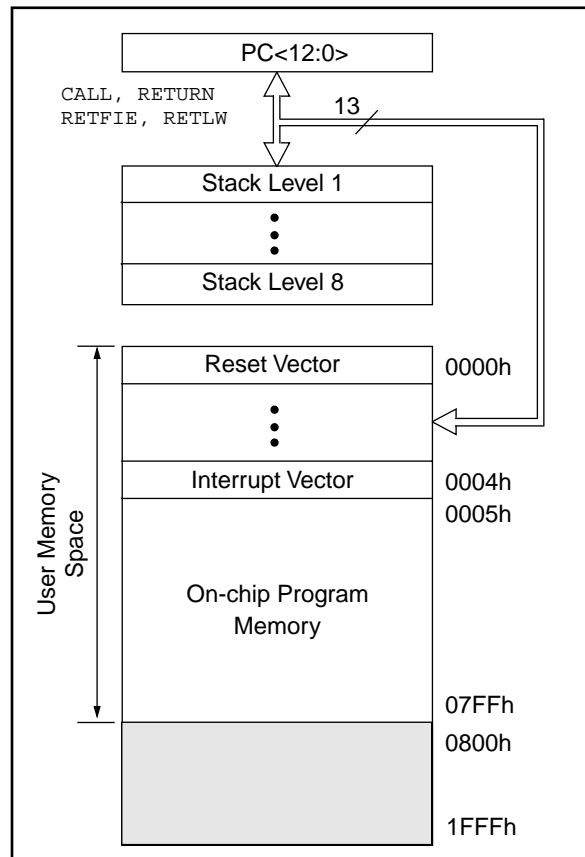 PC<12:0>
CALL, RETURN
RETFIE, RETLW
13
Stack Level 1
Stack Level 8
Reset Vector
0000h
Interrupt Vector
0004h
0005h
User Memory
Space
On-chip Program
Memory
07FFh
0800h
1FFFh